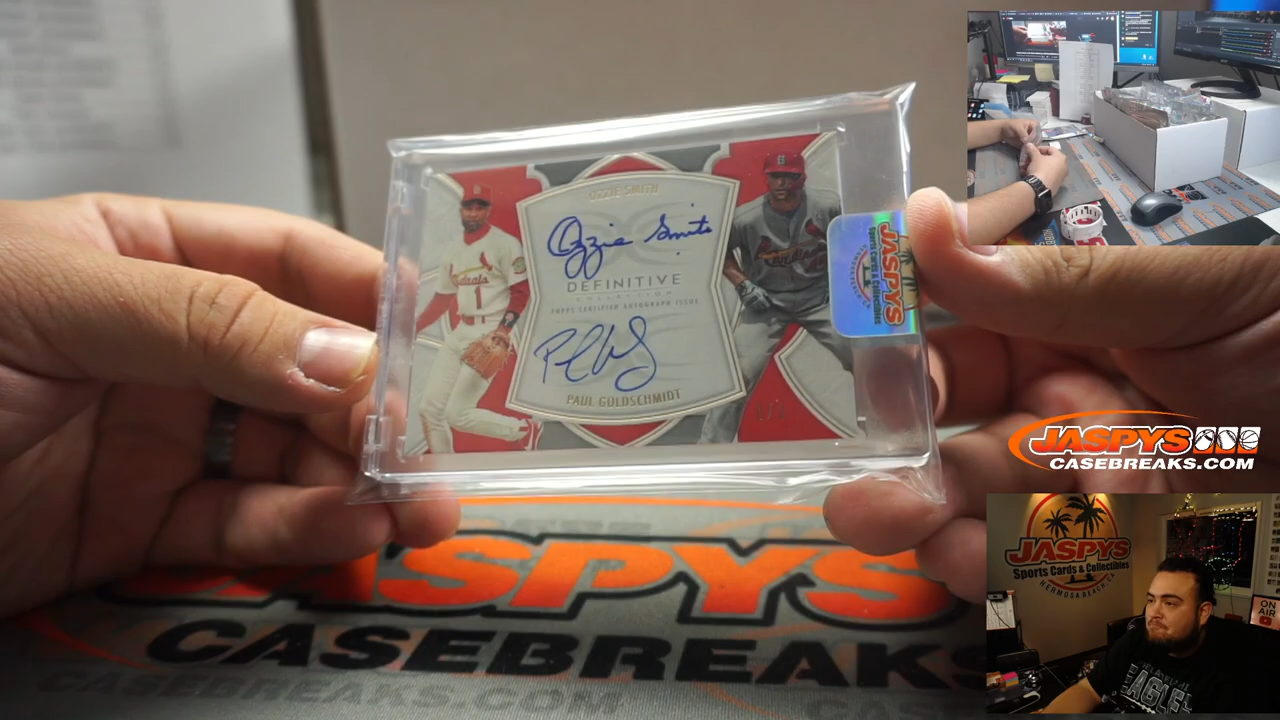 OZZIE SMITH
Ozzie Smith
DEFINITIVE
COLLECTION
TOPPS CERTIFIED AUTOGRAPH ISSUE
PAUL GOLDSCHMIDT
Cardinals
1
JASPYS
Sports Cards & Collectibles
JASPYS
CASEBREAKS.COM
JASPYS
CASEBREAKS
CASEBREAKS.COM
JASPYS
Sports Cards & Collectibles
HERMOSA BEACH, CA
ON
AIR
EAGLES